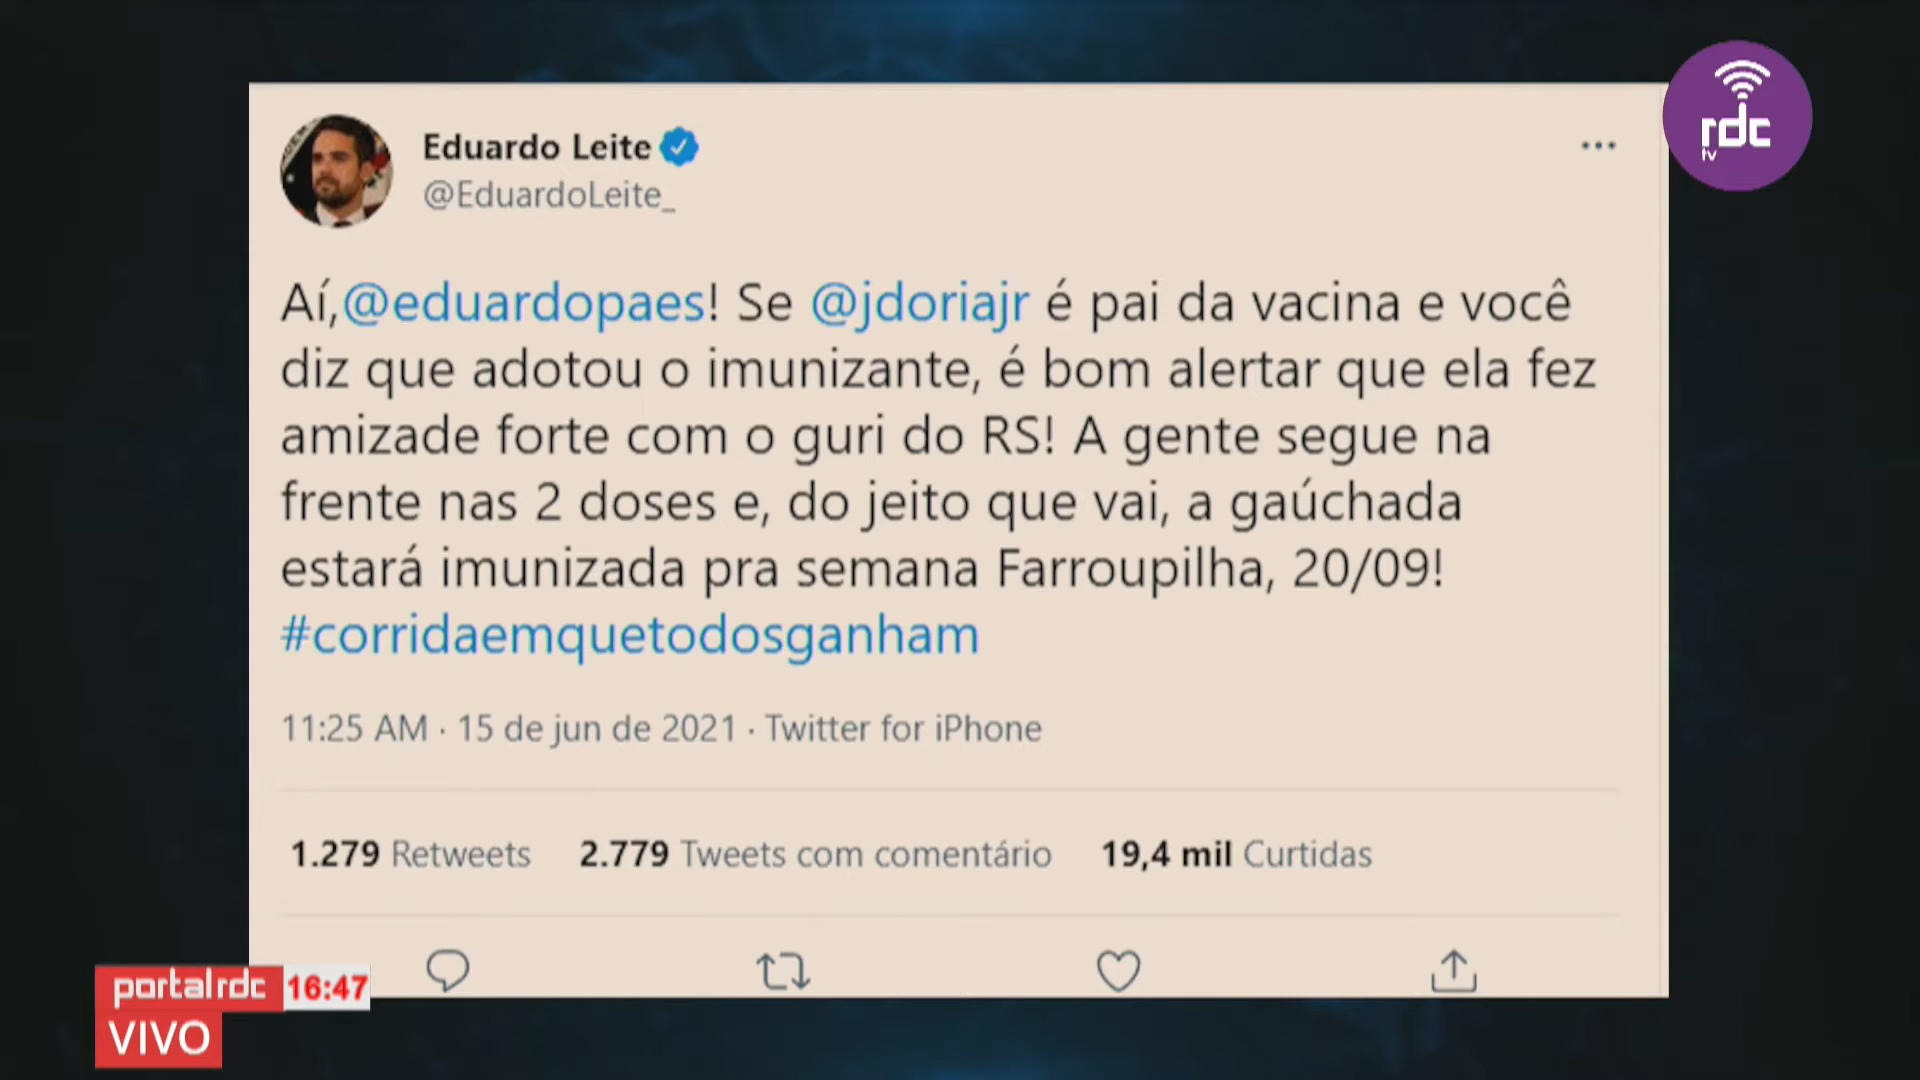 rdc
tv
Eduardo Leite
@EduardoLeite_
Aí,@eduardopaes! Se @jdoriajr é pai da vacina e você
diz que adotou o imunizante, é bom alertar que ela fez
amizade forte com o guri do RS! A gente segue na
frente nas 2 doses e, do jeito que vai, a gaúchada
estará imunizada pra semana Farroupilha, 20/09!
#corridaemquetodosganham
11:25 AM · 15 de jun de 2021 · Twitter for iPhone
1.279 Retweets 2.779 Tweets com comentário 19,4 mil Curtidas
portal rdc 16:47
VIVO